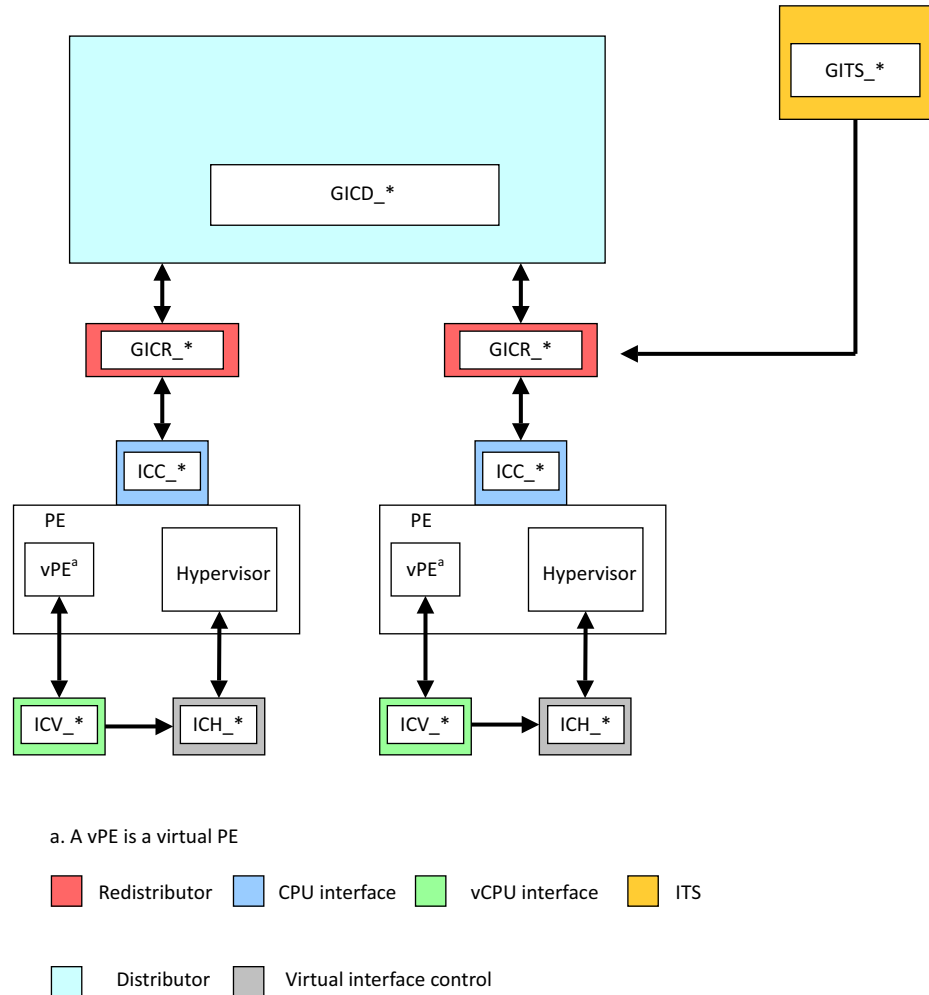 GITS_*
GICD_*
GICR_*
GICR_*
ICC_*
ICC_*
PE
PE
vPEᵃ
Hypervisor
vPEᵃ
Hypervisor
ICV_*
ICH_*
ICV_*
ICH_*
a. A vPE is a virtual PE
Redistributor
CPU interface
vCPU interface
ITS
Distributor
Virtual interface control